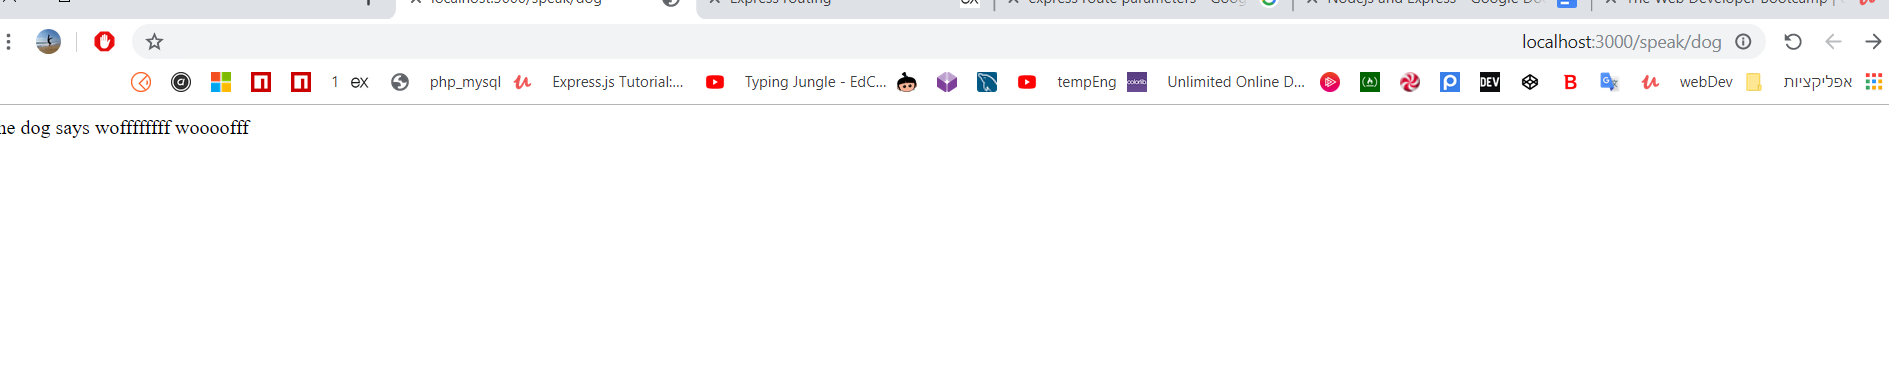 localhost:3000/speak/dog Express routing express route parameters - Goog Nodejs and Express - Google Do The Web Developer Bootcamp |
localhost:3000/speak/dog
1 ex php_mysql Express.js Tutorial:... Typing Jungle - EdC... tempEng colorlib. Unlimited Online D... DEV B webDev אפליקציות
dog says woffffffff woooofff